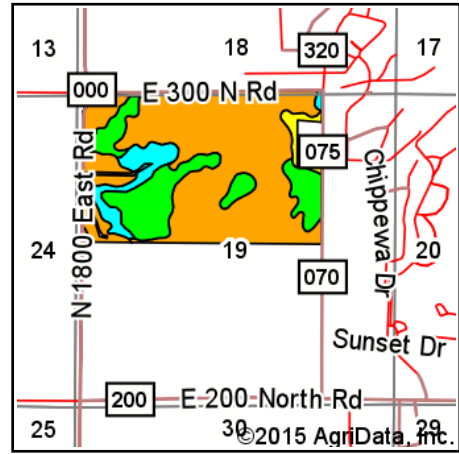 13
18
320
17
000
E 300 N Rd
075
N 1800 East Rd
Chippewa Dr
24
19
20
070
Sunset Dr
200
E 200 North Rd
25
30
29
©2015 AgriData, Inc.